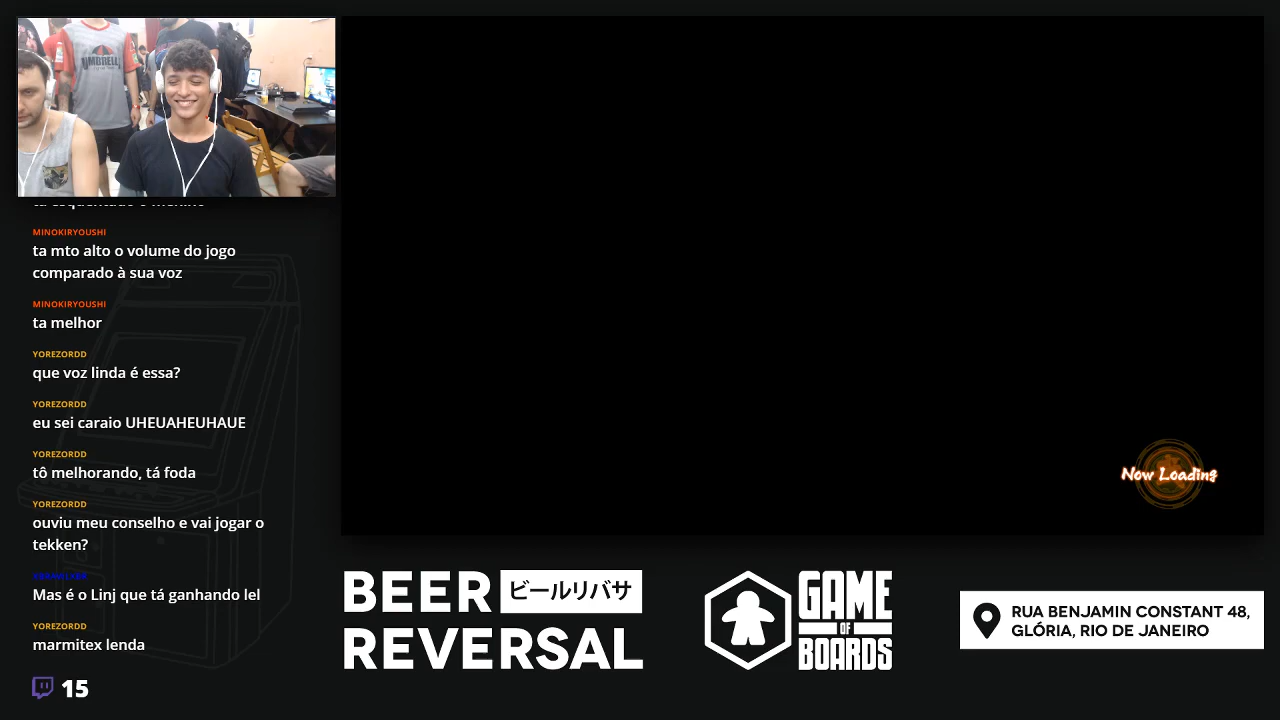 UMBRELL
MINOKIRYOUSHI
ta mto alto o volume do jogo
comparado à sua voz
MINOKIRYOUSHI
ta melhor
YOREZORDD
que voz linda é essa?
YOREZORDD
eu sei caraio UHEUAHEUHAUE
YOREZORDD
tô melhorando, tá foda
YOREZORDD
ouviu meu conselho e vai jogar o
tekken?
Mas é o Linj que tá ganhando lel
YOREZORDD
marmitex lenda
15
Now Loading
BEER ビールリバサ
REVERSAL
GAME
OF
BOARDS
RUA BENJAMIN CONSTANT 48,
GLÓRIA, RIO DE JANEIRO